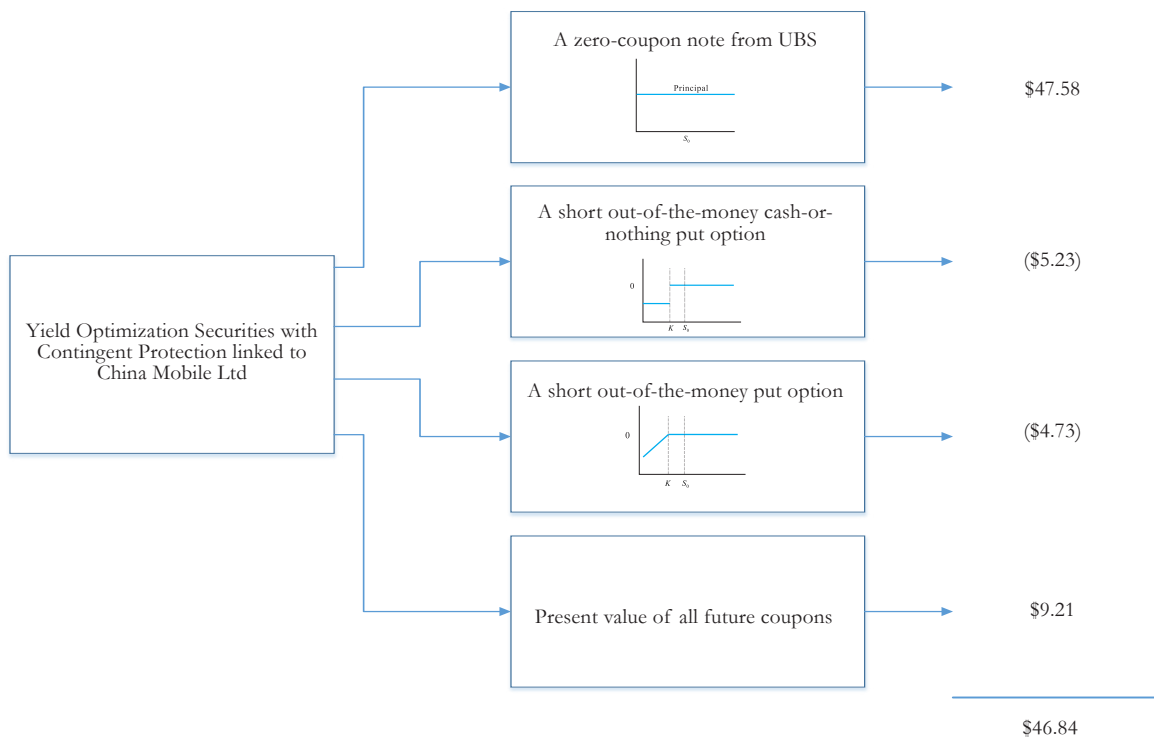 A zero-coupon note from UBS
Principal
S₀
$47.58
A short out-of-the-money cash-or-
nothing put option
0
K
S₀
($5.23)
Yield Optimization Securities with
Contingent Protection linked to
China Mobile Ltd
A short out-of-the-money put option
0
K
S₀
($4.73)
Present value of all future coupons
$9.21
$46.84